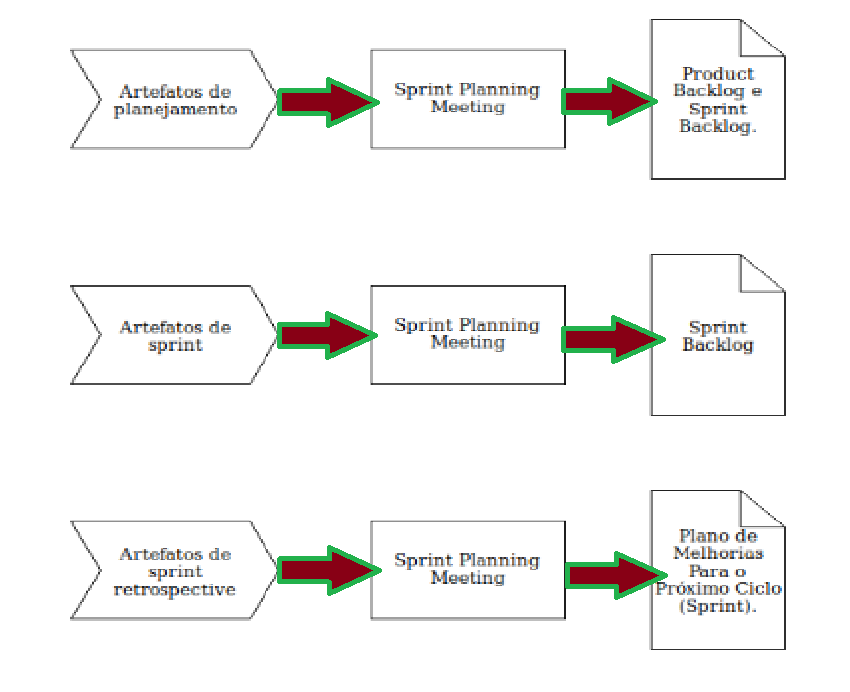 Artefatos de
planejamento
Sprint Planning
Meeting
Product
Backlog e
Sprint
Backlog.
Artefatos de
sprint
Sprint Planning
Meeting
Sprint
Backlog
Artefatos de
sprint
retrospective
Sprint Planning
Meeting
Plano de
Melhorias
Para o
Próximo Ciclo
(Sprint).